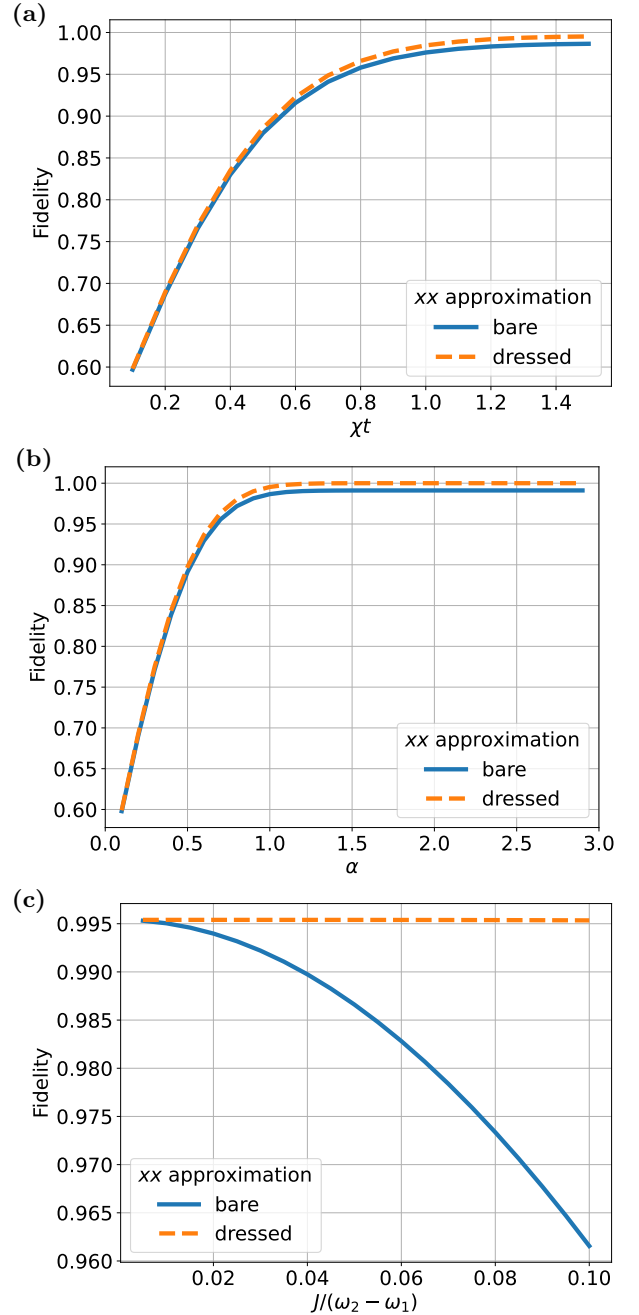 (a)
1.00
0.95
0.90
0.85
0.80
0.75
0.70
0.65
0.60
Fidelity
xx approximation
bare
dressed
0.2 0.4 0.6 0.8 1.0 1.2 1.4
χt
(b)
1.00
0.95
0.90
0.85
0.80
0.75
0.70
0.65
0.60
Fidelity
xx approximation
bare
dressed
0.0 0.5 1.0 1.5 2.0 2.5 3.0
α
(c)
0.995
0.990
0.985
0.980
0.975
0.970
0.965
0.960
Fidelity
xx approximation
bare
dressed
0.02 0.04 0.06 0.08 0.10
J/(ω₂ − ω₁)